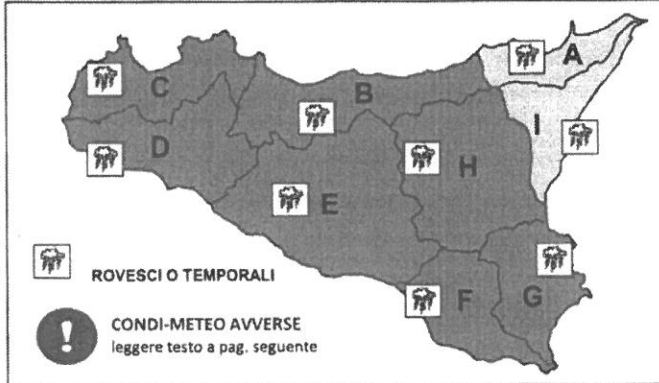 A
C
B
I
D
H
E
ROVESCI O TEMPORALI
F
G
CONDI-METEO AVVERSE
leggere testo a pag. seguente